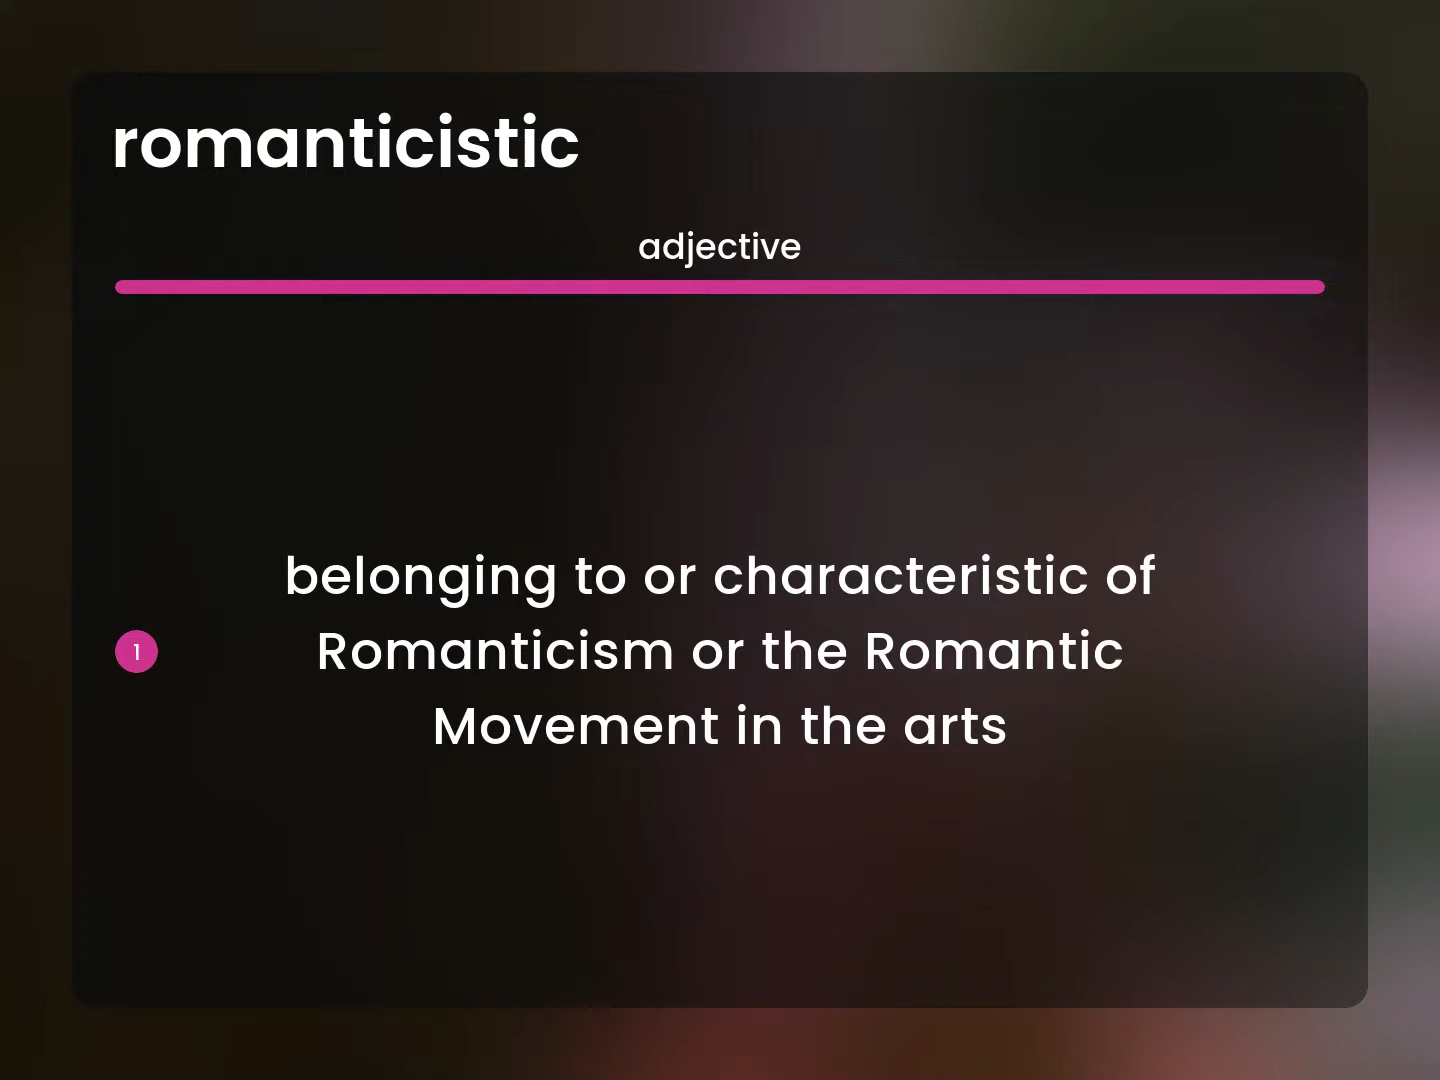 romanticistic
adjective
belonging to or characteristic of
1
Romanticism or the Romantic
Movement in the arts